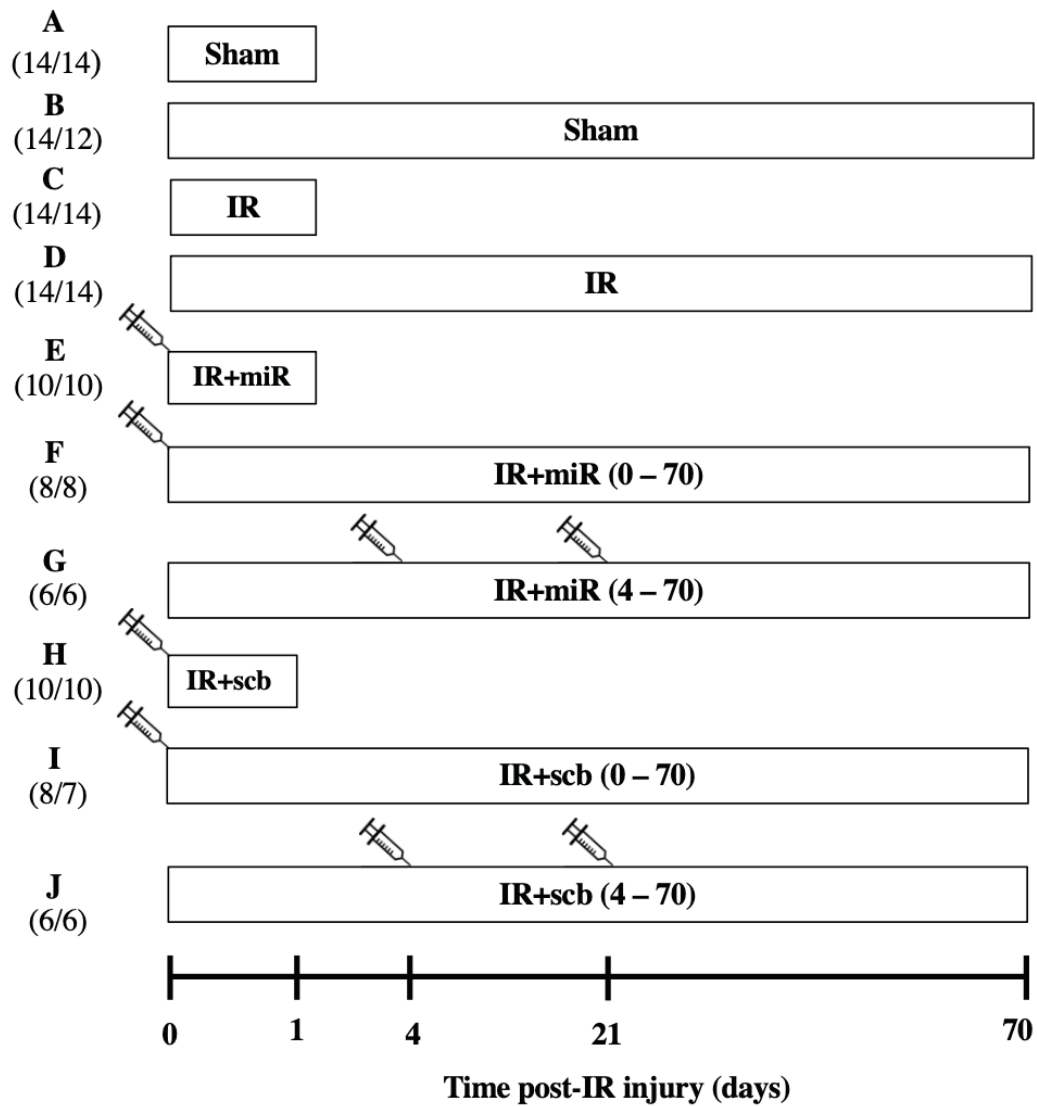 A
(14/14)
Sham
B
(14/12)
Sham
C
(14/14)
IR
D
(14/14)
IR
E
(10/10)
IR+miR
F
(8/8)
IR+miR (0 – 70)
G
(6/6)
IR+miR (4 – 70)
H
(10/10)
IR+scb
I
(8/7)
IR+scb (0 – 70)
J
(6/6)
IR+scb (4 – 70)
0 1 4 21 70
Time post-IR injury (days)